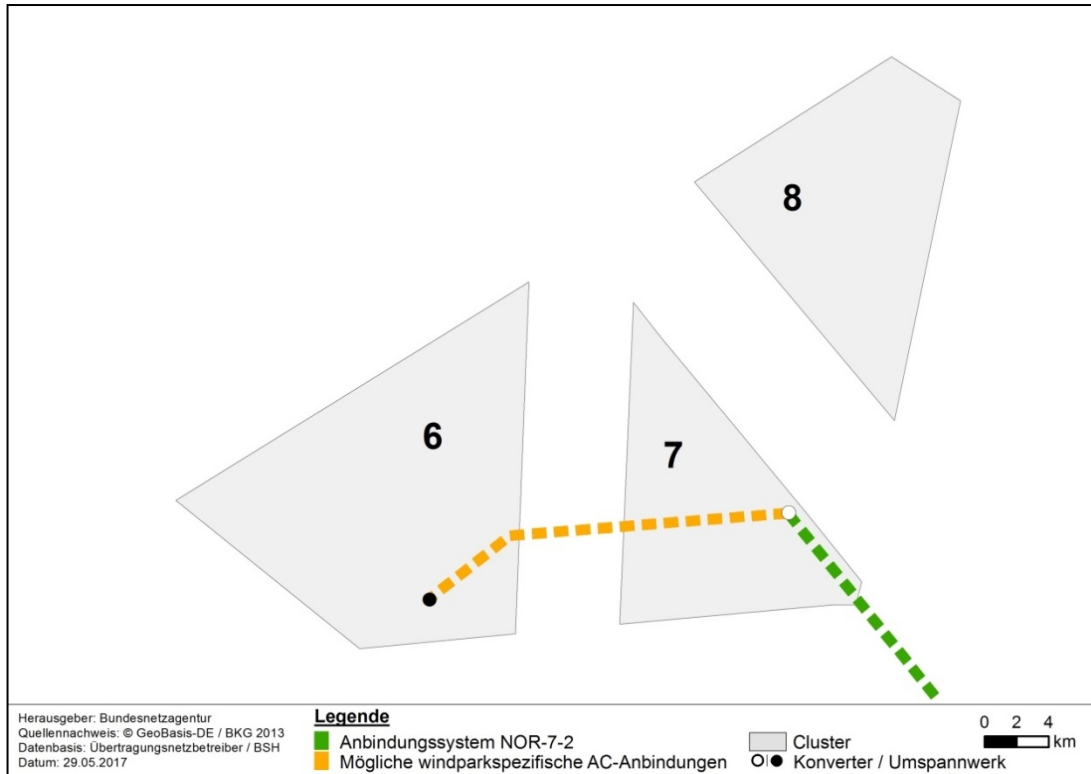 8
6
7
Herausgeber: Bundesnetzagentur
Quellennachweis: © GeoBasis-DE / BKG 2013
Datenbasis: Übertragungsnetzbetreiber / BSH
Datum: 29.05.2017
Legende
Anbindungssystem NOR-7-2
Mögliche windparkspezifische AC-Anbindungen
Cluster
Konverter / Umspannwerk
0 2 4
km